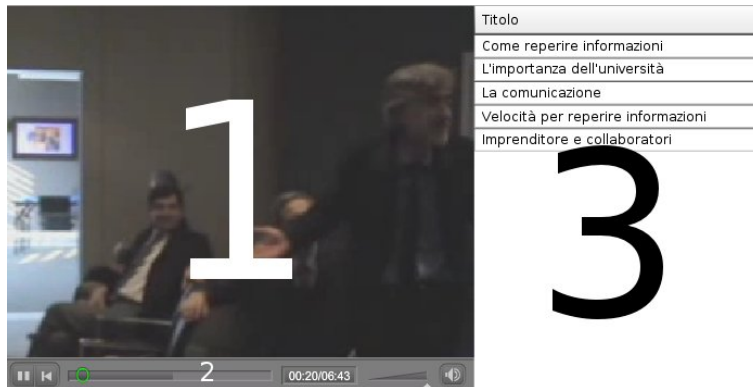 Titolo
Come reperire informazioni
L'importanza dell'università
La comunicazione
Velocità per reperire informazioni
Imprenditore e collaboratori
1
3
2
00:20/06:43